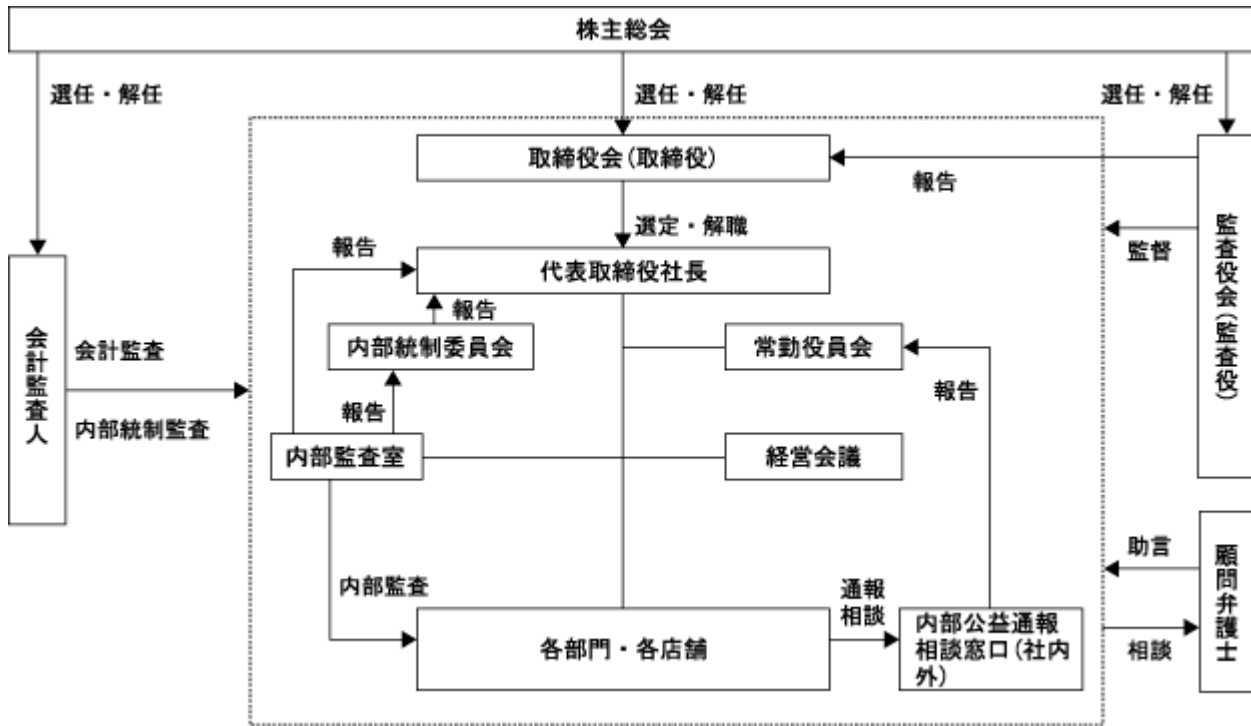 株主総会
選任・解任
選任・解任
選任・解任
取締役会(取締役)
報告
監査役会(監査役)
選定・解職
監督
報告
代表取締役社長
会計監査人
報告
会計監査
内部統制監査
内部統制委員会
常勤役員会
報告
報告
内部監査室
経営会議
助言
顧問弁護士
相談
内部監査
通報
相談
各部門・各店舗
内部公益通報
相談窓口(社内
外)